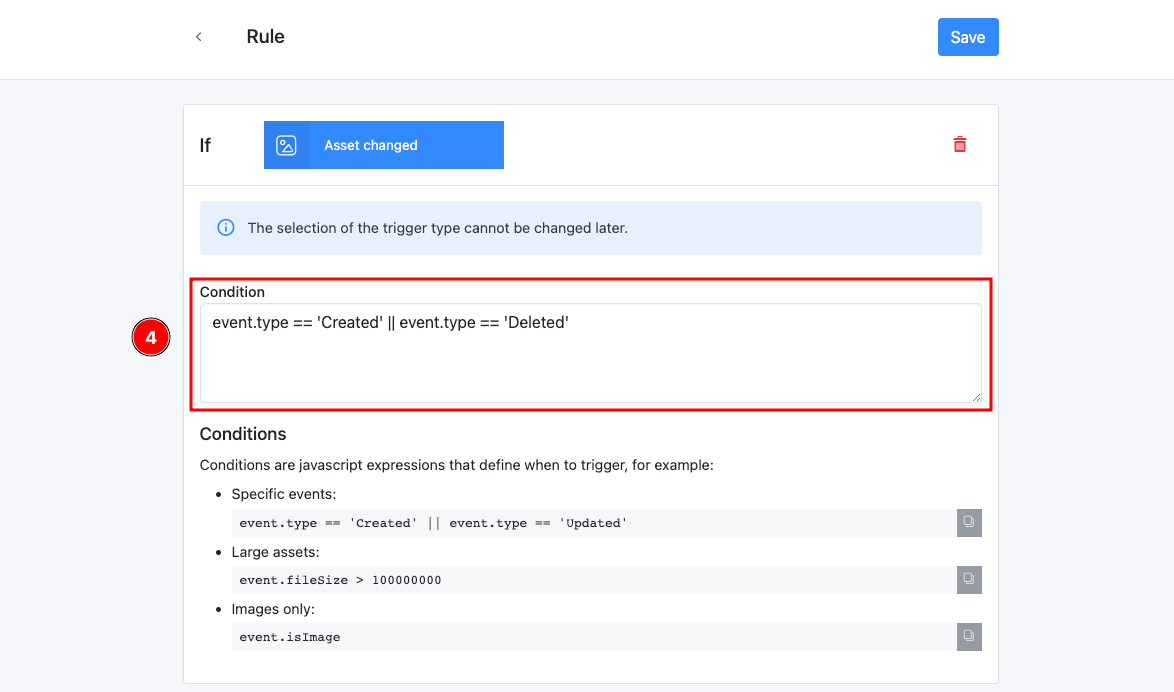 Rule
Save
If
Asset changed
The selection of the trigger type cannot be changed later.
Condition
event.type == 'Created' || event.type == 'Deleted'
4
Conditions
Conditions are javascript expressions that define when to trigger, for example:
Specific events:
event.type == 'Created' || event.type == 'Updated'
Large assets:
event.fileSize > 100000000
Images only:
event.isImage